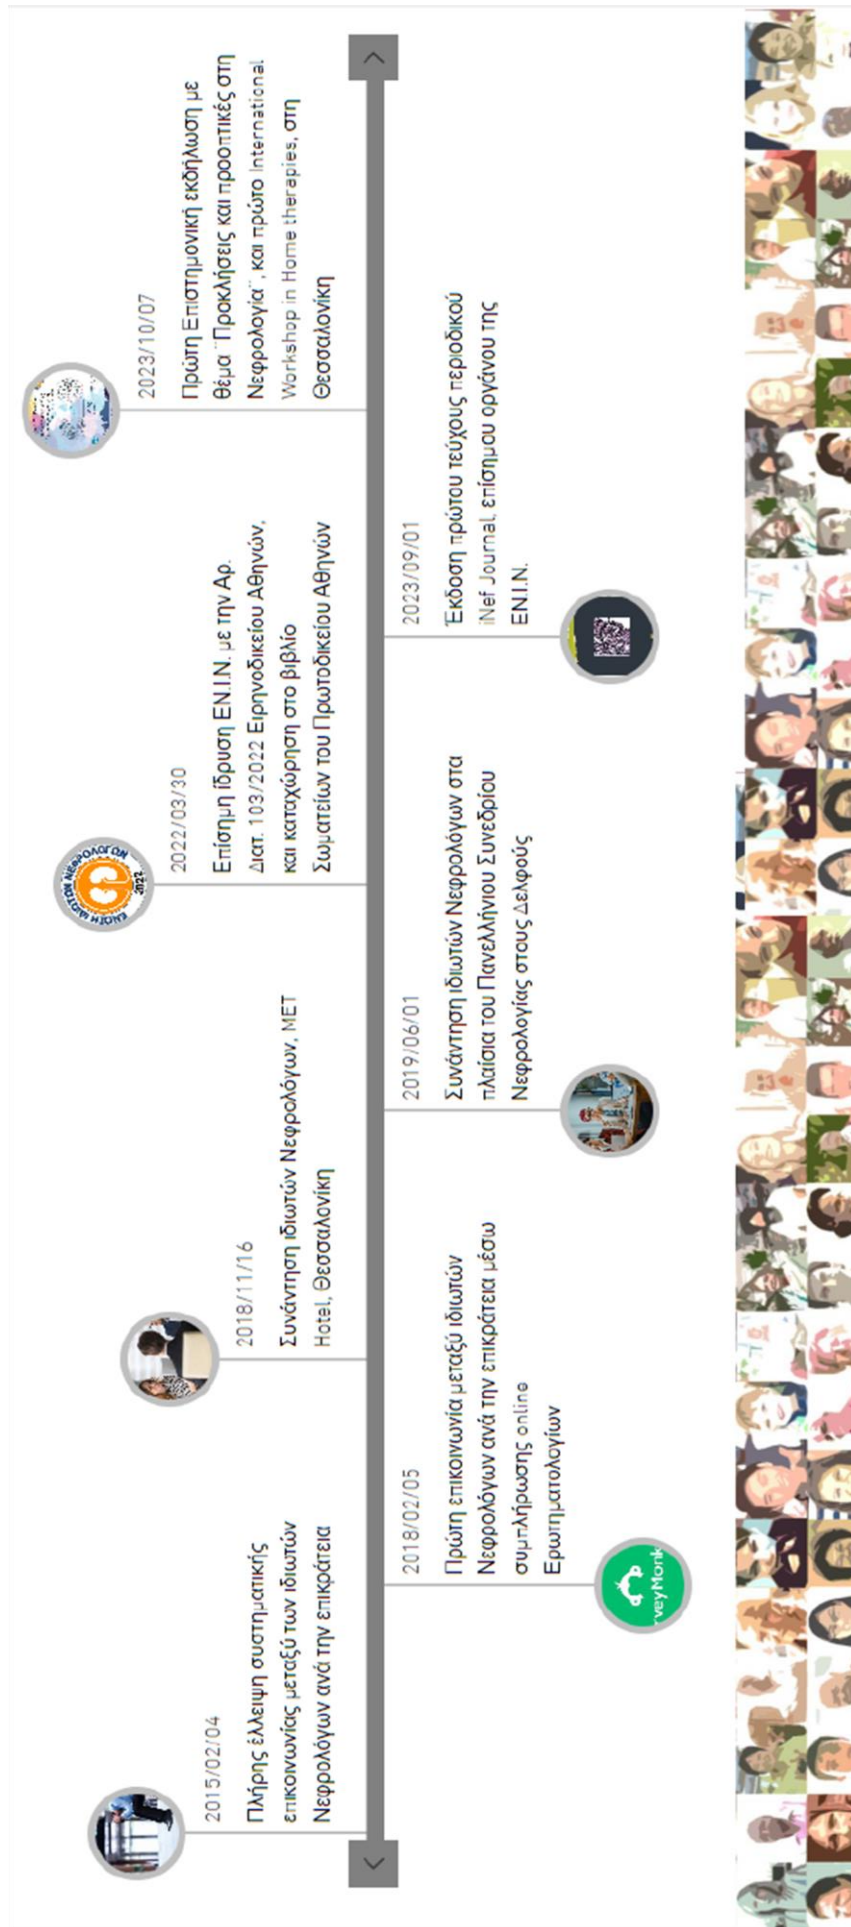 2015/02/04
Πλήρης έλλειψη συστηματικής
επικοινωνίας μεταξύ των ιδιωτών
Νεφρολόγων ανά την επικράτεια
2018/02/05
Πρώτη επικοινωνία μεταξύ ιδιωτών
Νεφρολόγων ανά την επικράτεια μέσω
συμπλήρωσης online
Ερωτηματολογίων
rveyMonk
2018/11/16
Συνάντηση ιδιωτών Νεφρολόγων, MET
Hotel, Θεσσαλονίκη
2019/06/01
Συνάντηση ιδιωτών Νεφρολόγων στα
πλαίσια του Πανελλήνιου Συνεδρίου
Νεφρολογίας στους Δελφούς
ΕΝΩΣΗ ΙΔΙΩΤΩΝ ΝΕΦΡΟΛΟΓΩΝ
2022
2022/03/30
Επίσημη ίδρυση ΕΝ.Ι.Ν. με την Αρ.
Διατ. 103/2022 Ειρηνοδικείου Αθηνών,
και καταχώρηση στο βιβλίο
Σωματείων του Πρωτοδικείου Αθηνών
2023/09/01
Έκδοση πρώτου τεύχους περιοδικού
iNef Journal, επίσημου οργάνου της
ΕΝ.Ι.Ν.
2023/10/07
Πρώτη Επιστημονική εκδήλωση με
θέμα ¨Προκλήσεις και προοπτικές στη
Νεφρολογία¨, και πρώτο International
Workshop in Home therapies, στη
Θεσσαλονίκη